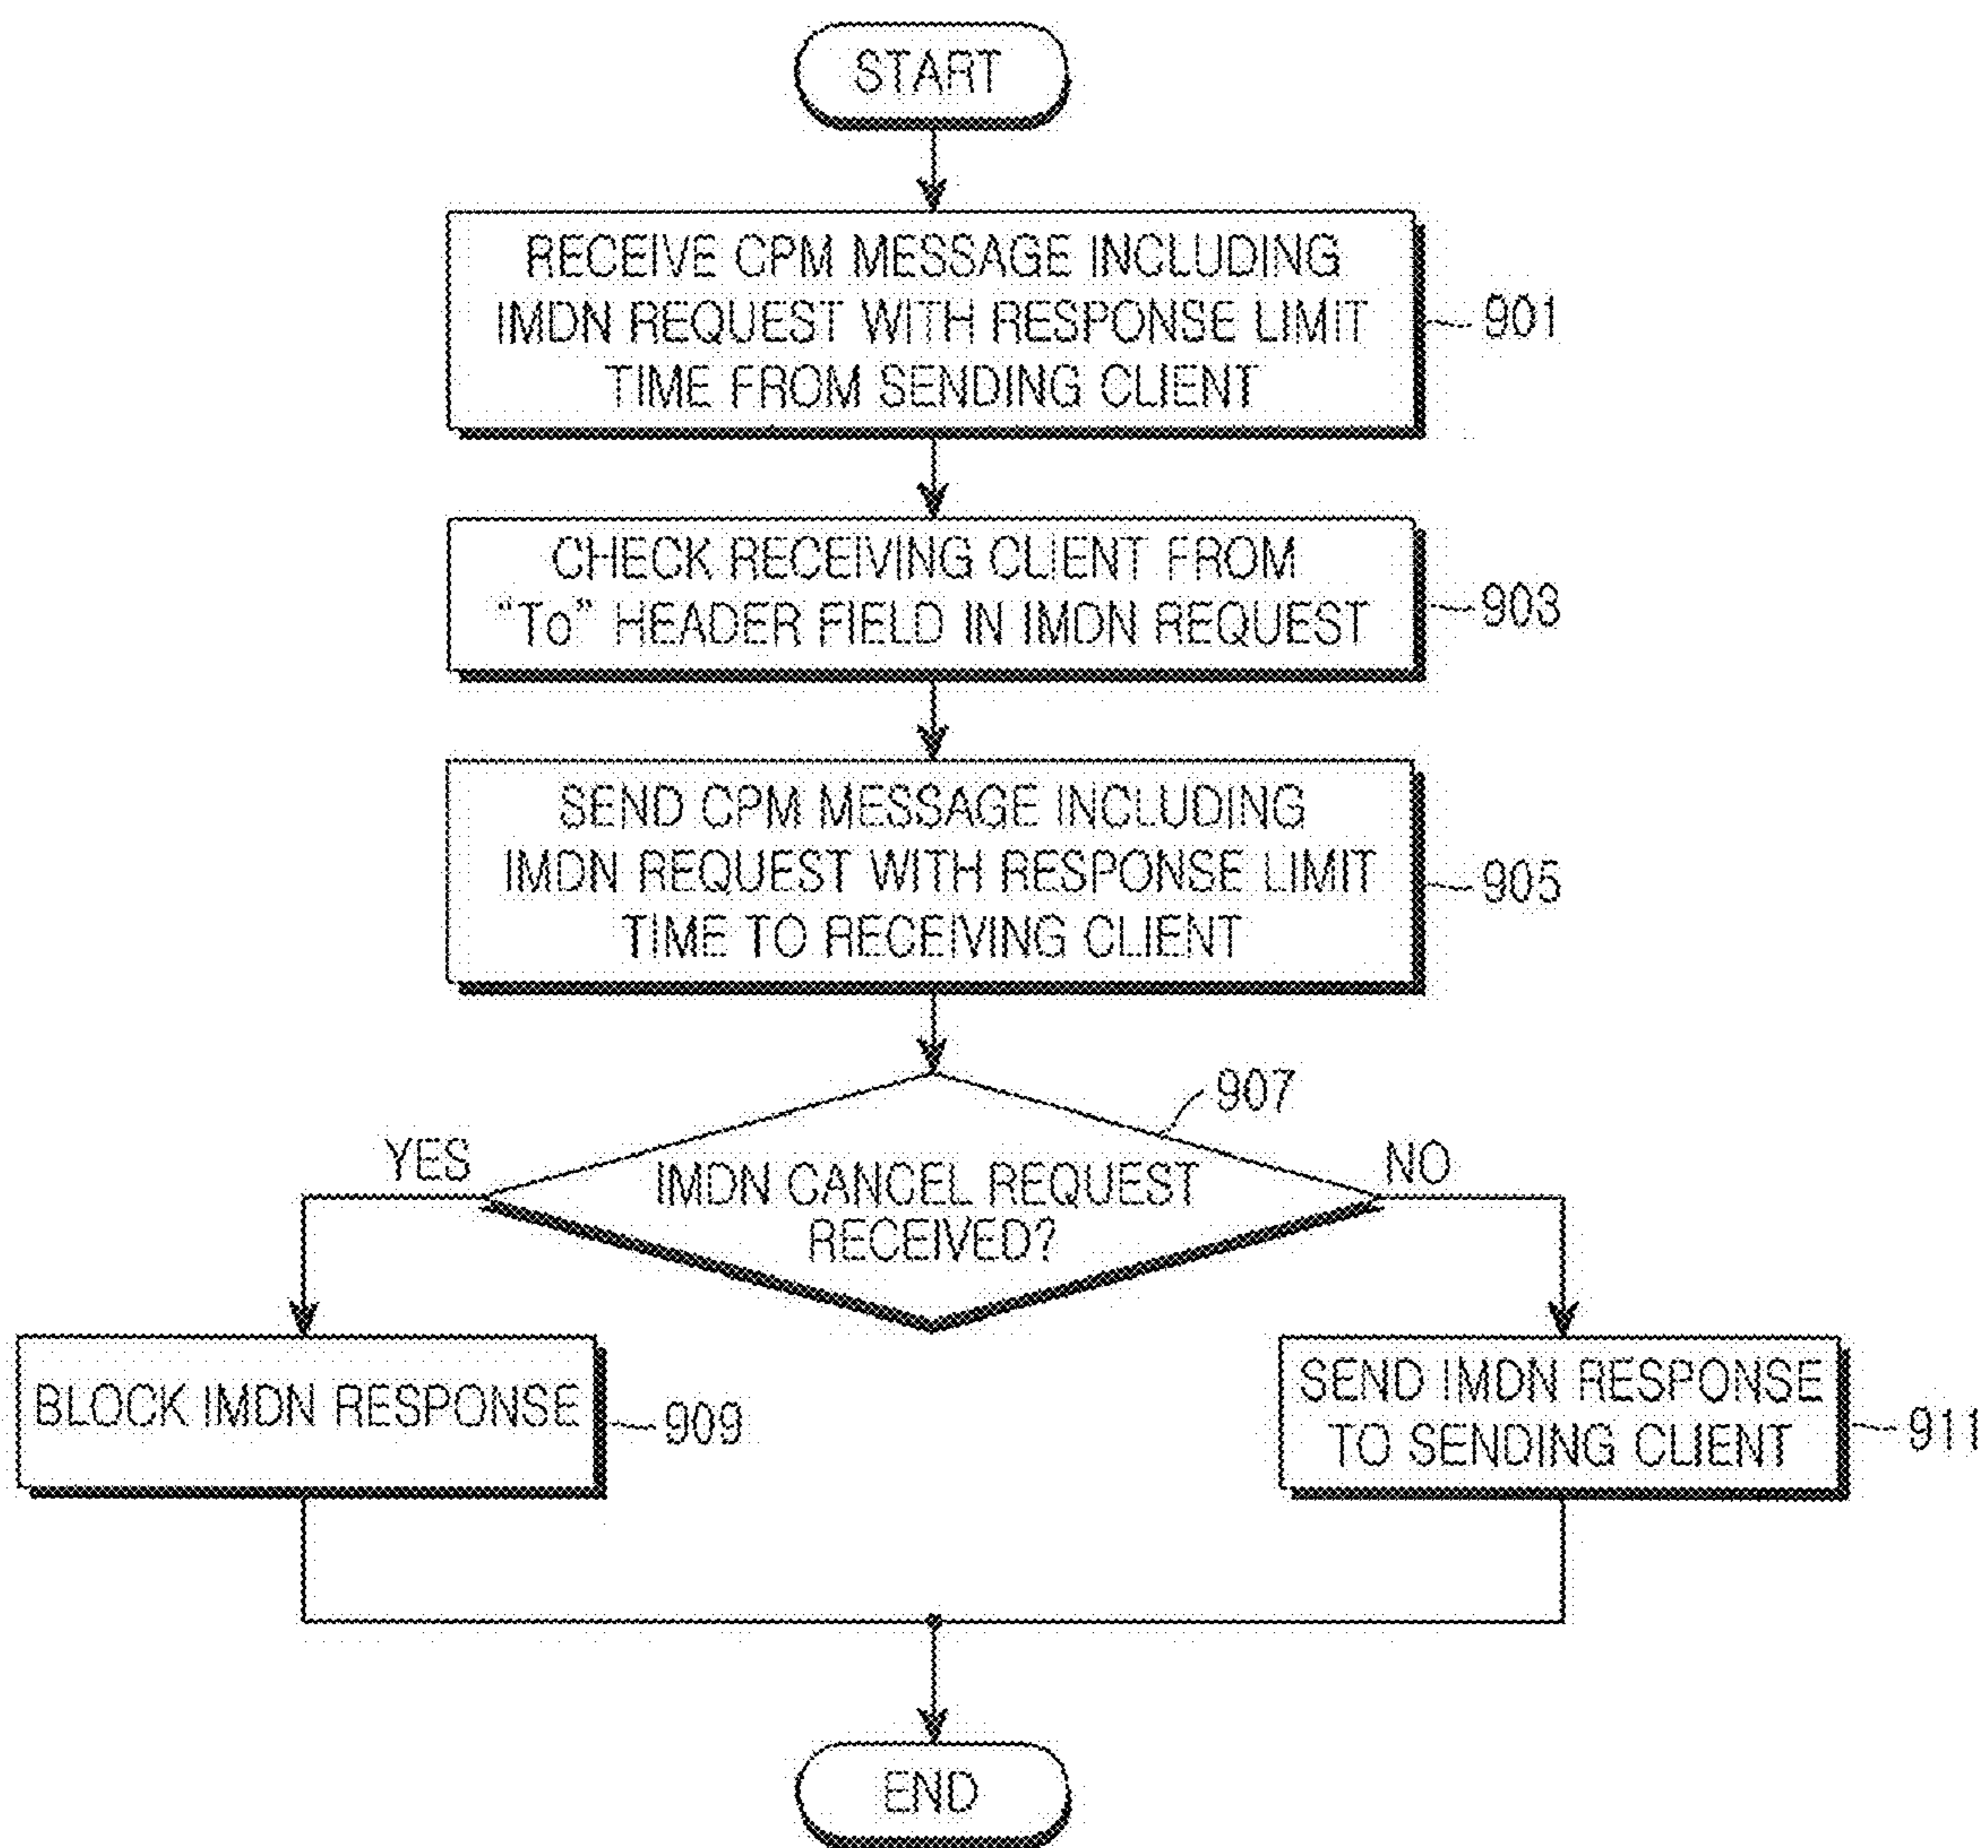 START
RECEIVE CPM MESSAGE INCLUDING
IMDN REQUEST WITH RESPONSE LIMIT
TIME FROM SENDING CLIENT
901
CHECK RECEIVING CLIENT FROM
“To” HEADER FIELD IN IMDN REQUEST
903
SEND CPM MESSAGE INCLUDING
IMDN REQUEST WITH RESPONSE LIMIT
TIME TO RECEIVING CLIENT
905
907
YES
IMDN CANCEL REQUEST
RECEIVED?
NO
BLOCK IMDN RESPONSE
909
SEND IMDN RESPONSE
TO SENDING CLIENT
911
END